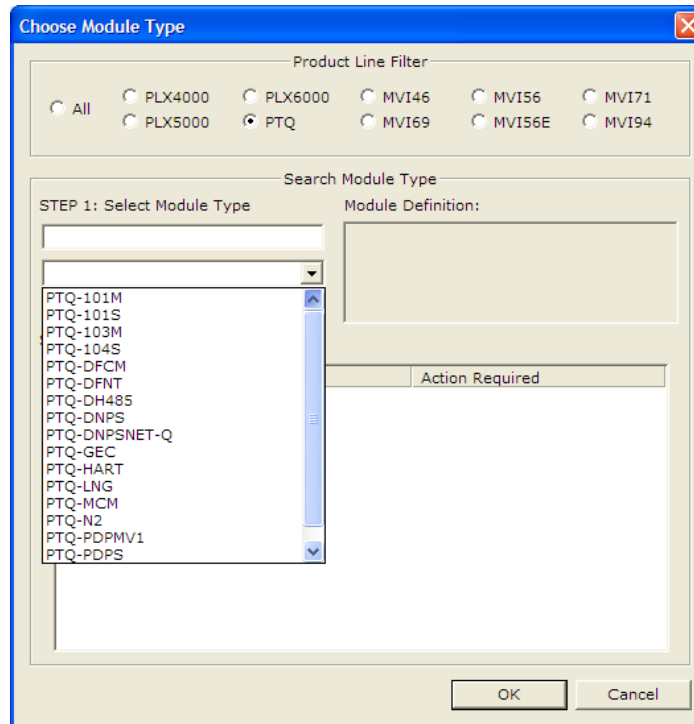 Choose Module Type
Product Line Filter
All
PLX4000 PLX6000 MVI46 MVI56 MVI71
PLX5000 PTQ MVI69 MVI56E MVI94
Search Module Type
STEP 1: Select Module Type Module Definition:
PTQ-101M
PTQ-101S
PTQ-103M
PTQ-104S
PTQ-DFCM
PTQ-DFNT
PTQ-DH485
PTQ-DNPS
PTQ-DNPSNET-Q
PTQ-GEC
PTQ-HART
PTQ-LNG
PTQ-MCM
PTQ-N2
PTQ-PDPMV1
PTQ-PDPS
Action Required
OK Cancel